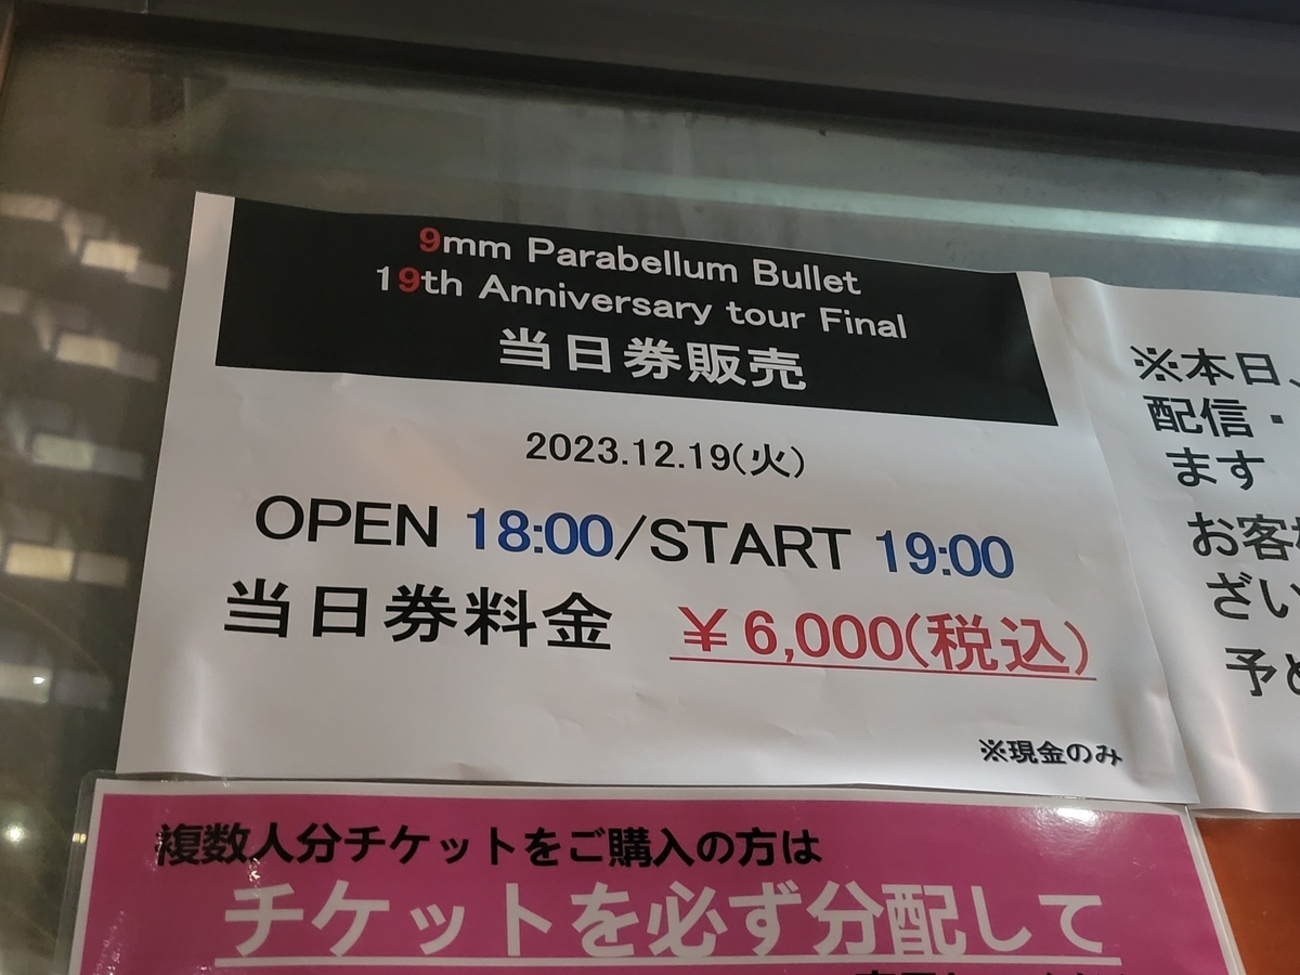 9mm Parabellum Bullet
19th Anniversary tour Final
当日券販売
2023.12.19(火)
OPEN 18:00/START 19:00
当日券料金 ￥6,000(税込)
※現金のみ
※本日、
配信・
ます
お客
ざい
予め
複数人分チケットをご購入の方は
チケットを必ず分配して